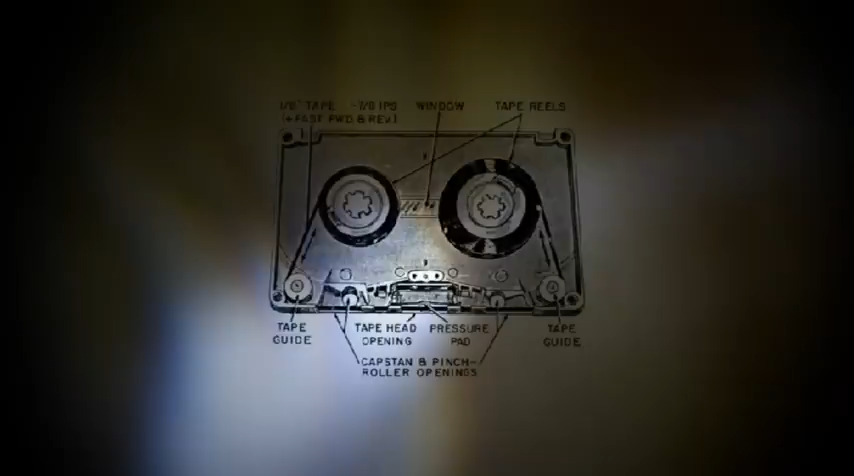 1/8" TAPE -7/8 IPS
(+FAST FWD & REV.)
WINDOW
TAPE REELS
TAPE
GUIDE
TAPE HEAD
OPENING
PRESSURE
PAD
TAPE
GUIDE
CAPSTAN & PINCH-
ROLLER OPENINGS